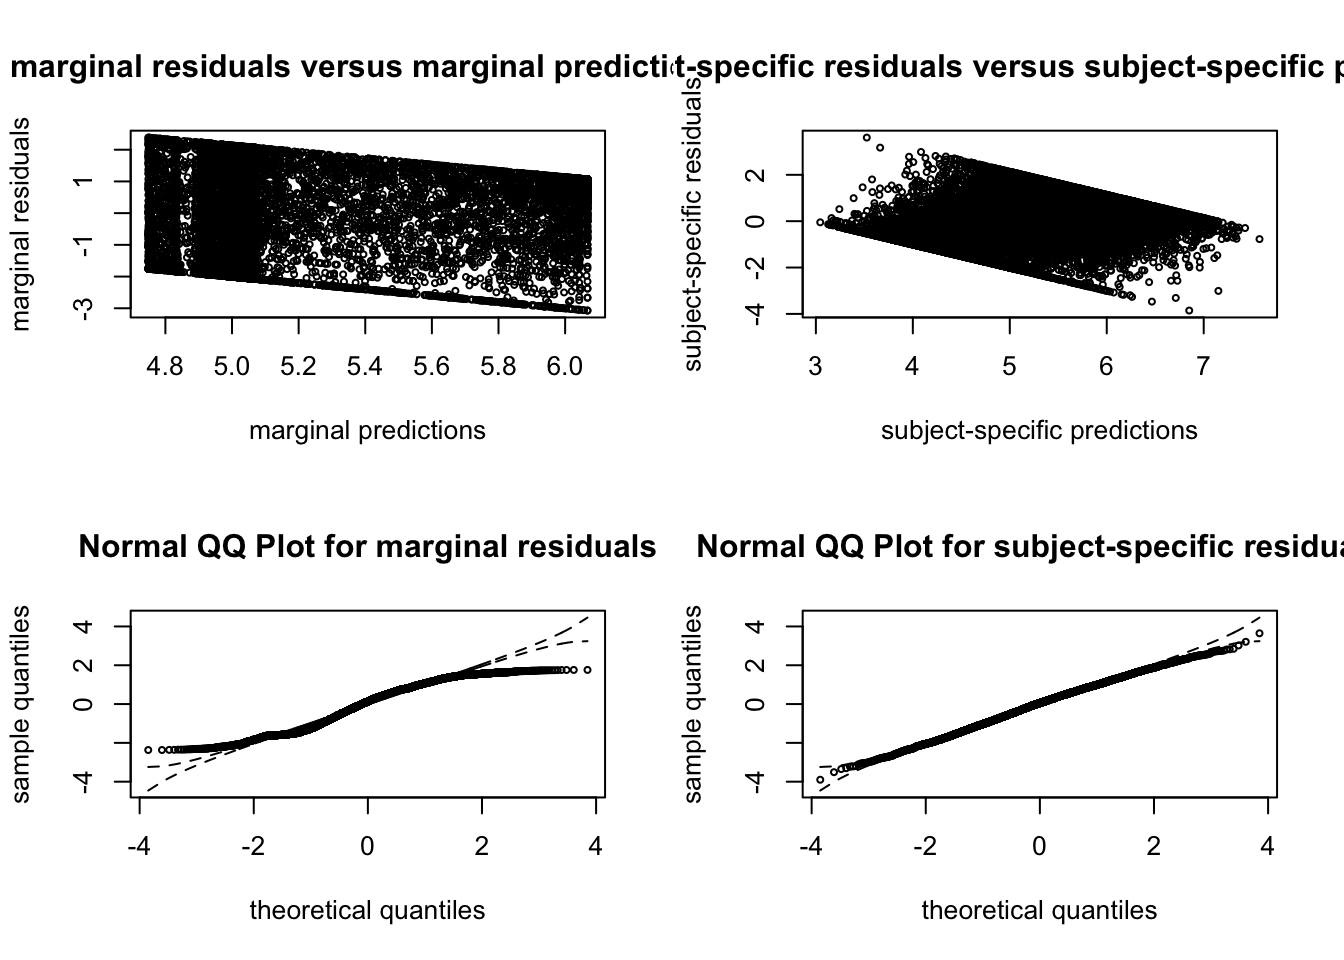 marginal residuals versus marginal predicti
t-specific residuals versus subject-specific p
marginal residuals
1
-1
-3
4.8 5.0 5.2 5.4 5.6 5.8 6.0
marginal predictions
subject-specific residuals
2
0
-2
-4
3 4 5 6 7
subject-specific predictions
Normal QQ Plot for marginal residuals
sample quantiles
4
2
0
-4
-4 -2 0 2 4
theoretical quantiles
Normal QQ Plot for subject-specific residua
sample quantiles
4
2
0
-4
-4 -2 0 2 4
theoretical quantiles